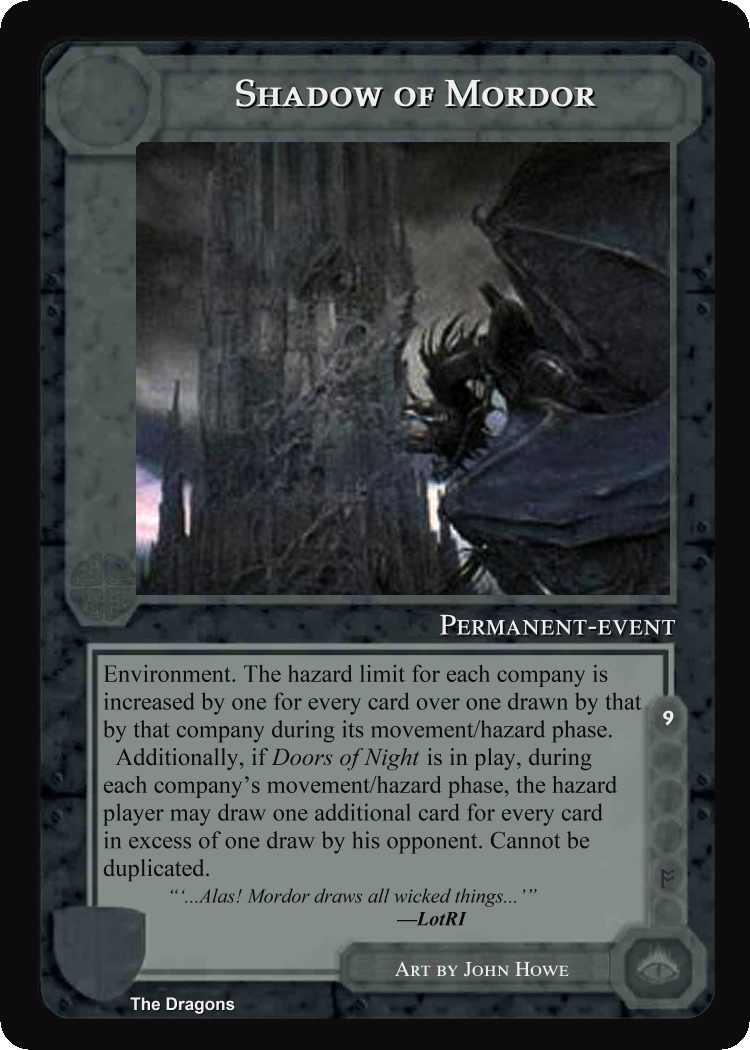 Shadow of Mordor
Permanent-event
Environment. The hazard limit for each company is
increased by one for every card over one drawn by that
by that company during its movement/hazard phase.
Additionally, if Doors of Night is in play, during
each company's movement/hazard phase, the hazard
player may draw one additional card for every card
in excess of one draw by his opponent. Cannot be
duplicated.
9
"'...Alas! Mordor draws all wicked things...'"
—LotRI
ᚩ
Art by John Howe
The Dragons